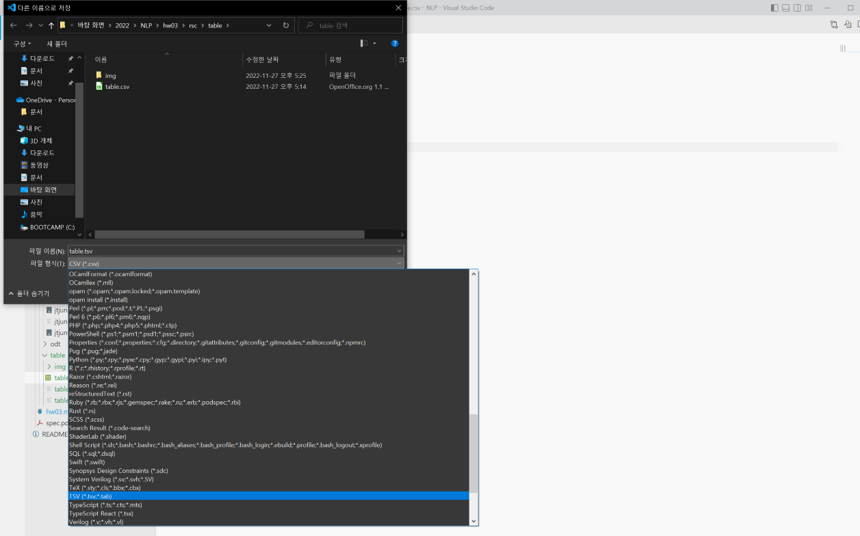 다른 이름으로 저장
.csv - NLP - Visual Studio Code
바탕 화면 > 2022 > NLP > hw03 > rsc > table >
table 검색
구성
새 폴더
이름 수정한 날짜 유형 크기
다운로드
문서
사진
img 2022-11-27 오후 5:25 파일 폴더
table.csv 2022-11-27 오후 5:14 OpenOffice.org 1.1 ...
OneDrive - Person
문서
내 PC
3D 개체
다운로드
동영상
문서
바탕 화면
사진
음악
BOOTCAMP (C:)
파일 이름(N): table.tsv
파일 형식(T): CSV (*.csv)
폴더 숨기기
OCamlFormat (*.ocamlformat)
OCamllex (*.mll)
opam (*.opam;*.opam.locked;*.opam.template)
opam install (*.install)
Perl (*.pl;*.pm;*.pod;*.t;*.PL;*.psgi)
Perl 6 (*.p6;*.pl6;*.pm6;*.nqp)
PHP (*.php;*.php4;*.php5;*.phtml;*.ctp)
PowerShell (*.ps1;*.psm1;*.psd1;*.pssc;*.psrc)
Properties (*.conf;*.properties;*.cfg;*.directory;*.gitattributes;*.gitconfig;*.gitmodules;*.editorconfig;*.npmrc)
Pug (*.pug;*.jade)
Python (*.py;*.rpy;*.pyw;*.cpy;*.gyp;*.gypi;*.pyi;*.ipy;*.pyt)
R (*.r;*.rhistory;*.rprofile;*.rt)
Razor (*.cshtml;*.razor)
Reason (*.re;*.rei)
reStructuredText (*.rst)
Ruby (*.rb;*.rbx;*.rjs;*.gemspec;*.rake;*.ru;*.erb;*.podspec;*.rbi)
Rust (*.rs)
SCSS (*.scss)
Search Result (*.code-search)
ShaderLab (*.shader)
Shell Script (*.sh;*.bash;*.bashrc;*.bash_aliases;*.bash_profile;*.bash_login;*.ebuild;*.profile;*.bash_logout;*.xprofile)
SQL (*.sql;*.dsql)
Swift (*.swift)
Synopsys Design Constraints (*.sdc)
System Verilog (*.sv;*.svh;*.SV)
TeX (*.sty;*.cls;*.bbx;*.cbx)
TSV (*.tsv;*.tab)
TypeScript (*.ts;*.cts;*.mts)
TypeScript React (*.tsx)
Verilog (*.v;*.vh;*.vl)
jtjun
jtjun
jtjun
odt
table
img
table
table
table
hw03.m
spec.pd
README